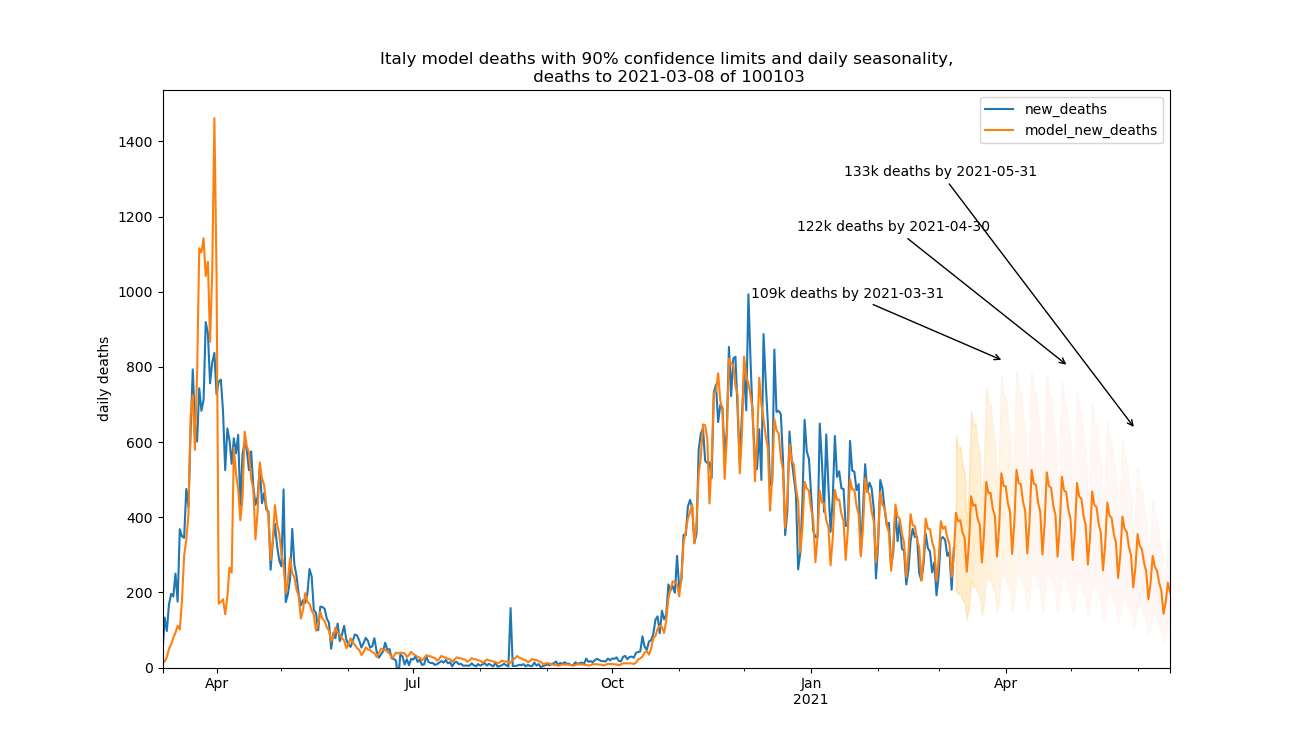 Italy model deaths with 90% confidence limits and daily seasonality,
deaths to 2021-03-08 of 100103
new_deaths
model_new_deaths
133k deaths by 2021-05-31
122k deaths by 2021-04-30
109k deaths by 2021-03-31
daily deaths
1400
1200
1000
800
600
400
200
0
Apr
Jul
Oct
Jan
2021
Apr